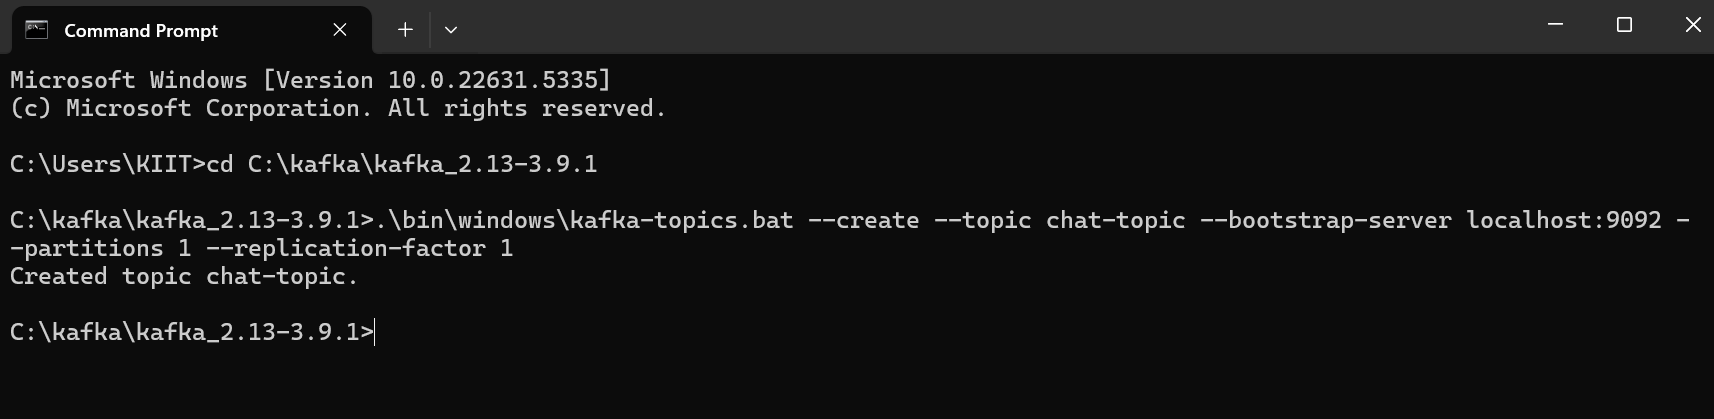 Command Prompt
Microsoft Windows [Version 10.0.22631.5335]
(c) Microsoft Corporation. All rights reserved.
C:\Users\KIIT>cd C:\kafka\kafka_2.13-3.9.1
C:\kafka\kafka_2.13-3.9.1>.\bin\windows\kafka-topics.bat --create --topic chat-topic --bootstrap-server localhost:9092 -
-partitions 1 --replication-factor 1
Created topic chat-topic.
C:\kafka\kafka_2.13-3.9.1>